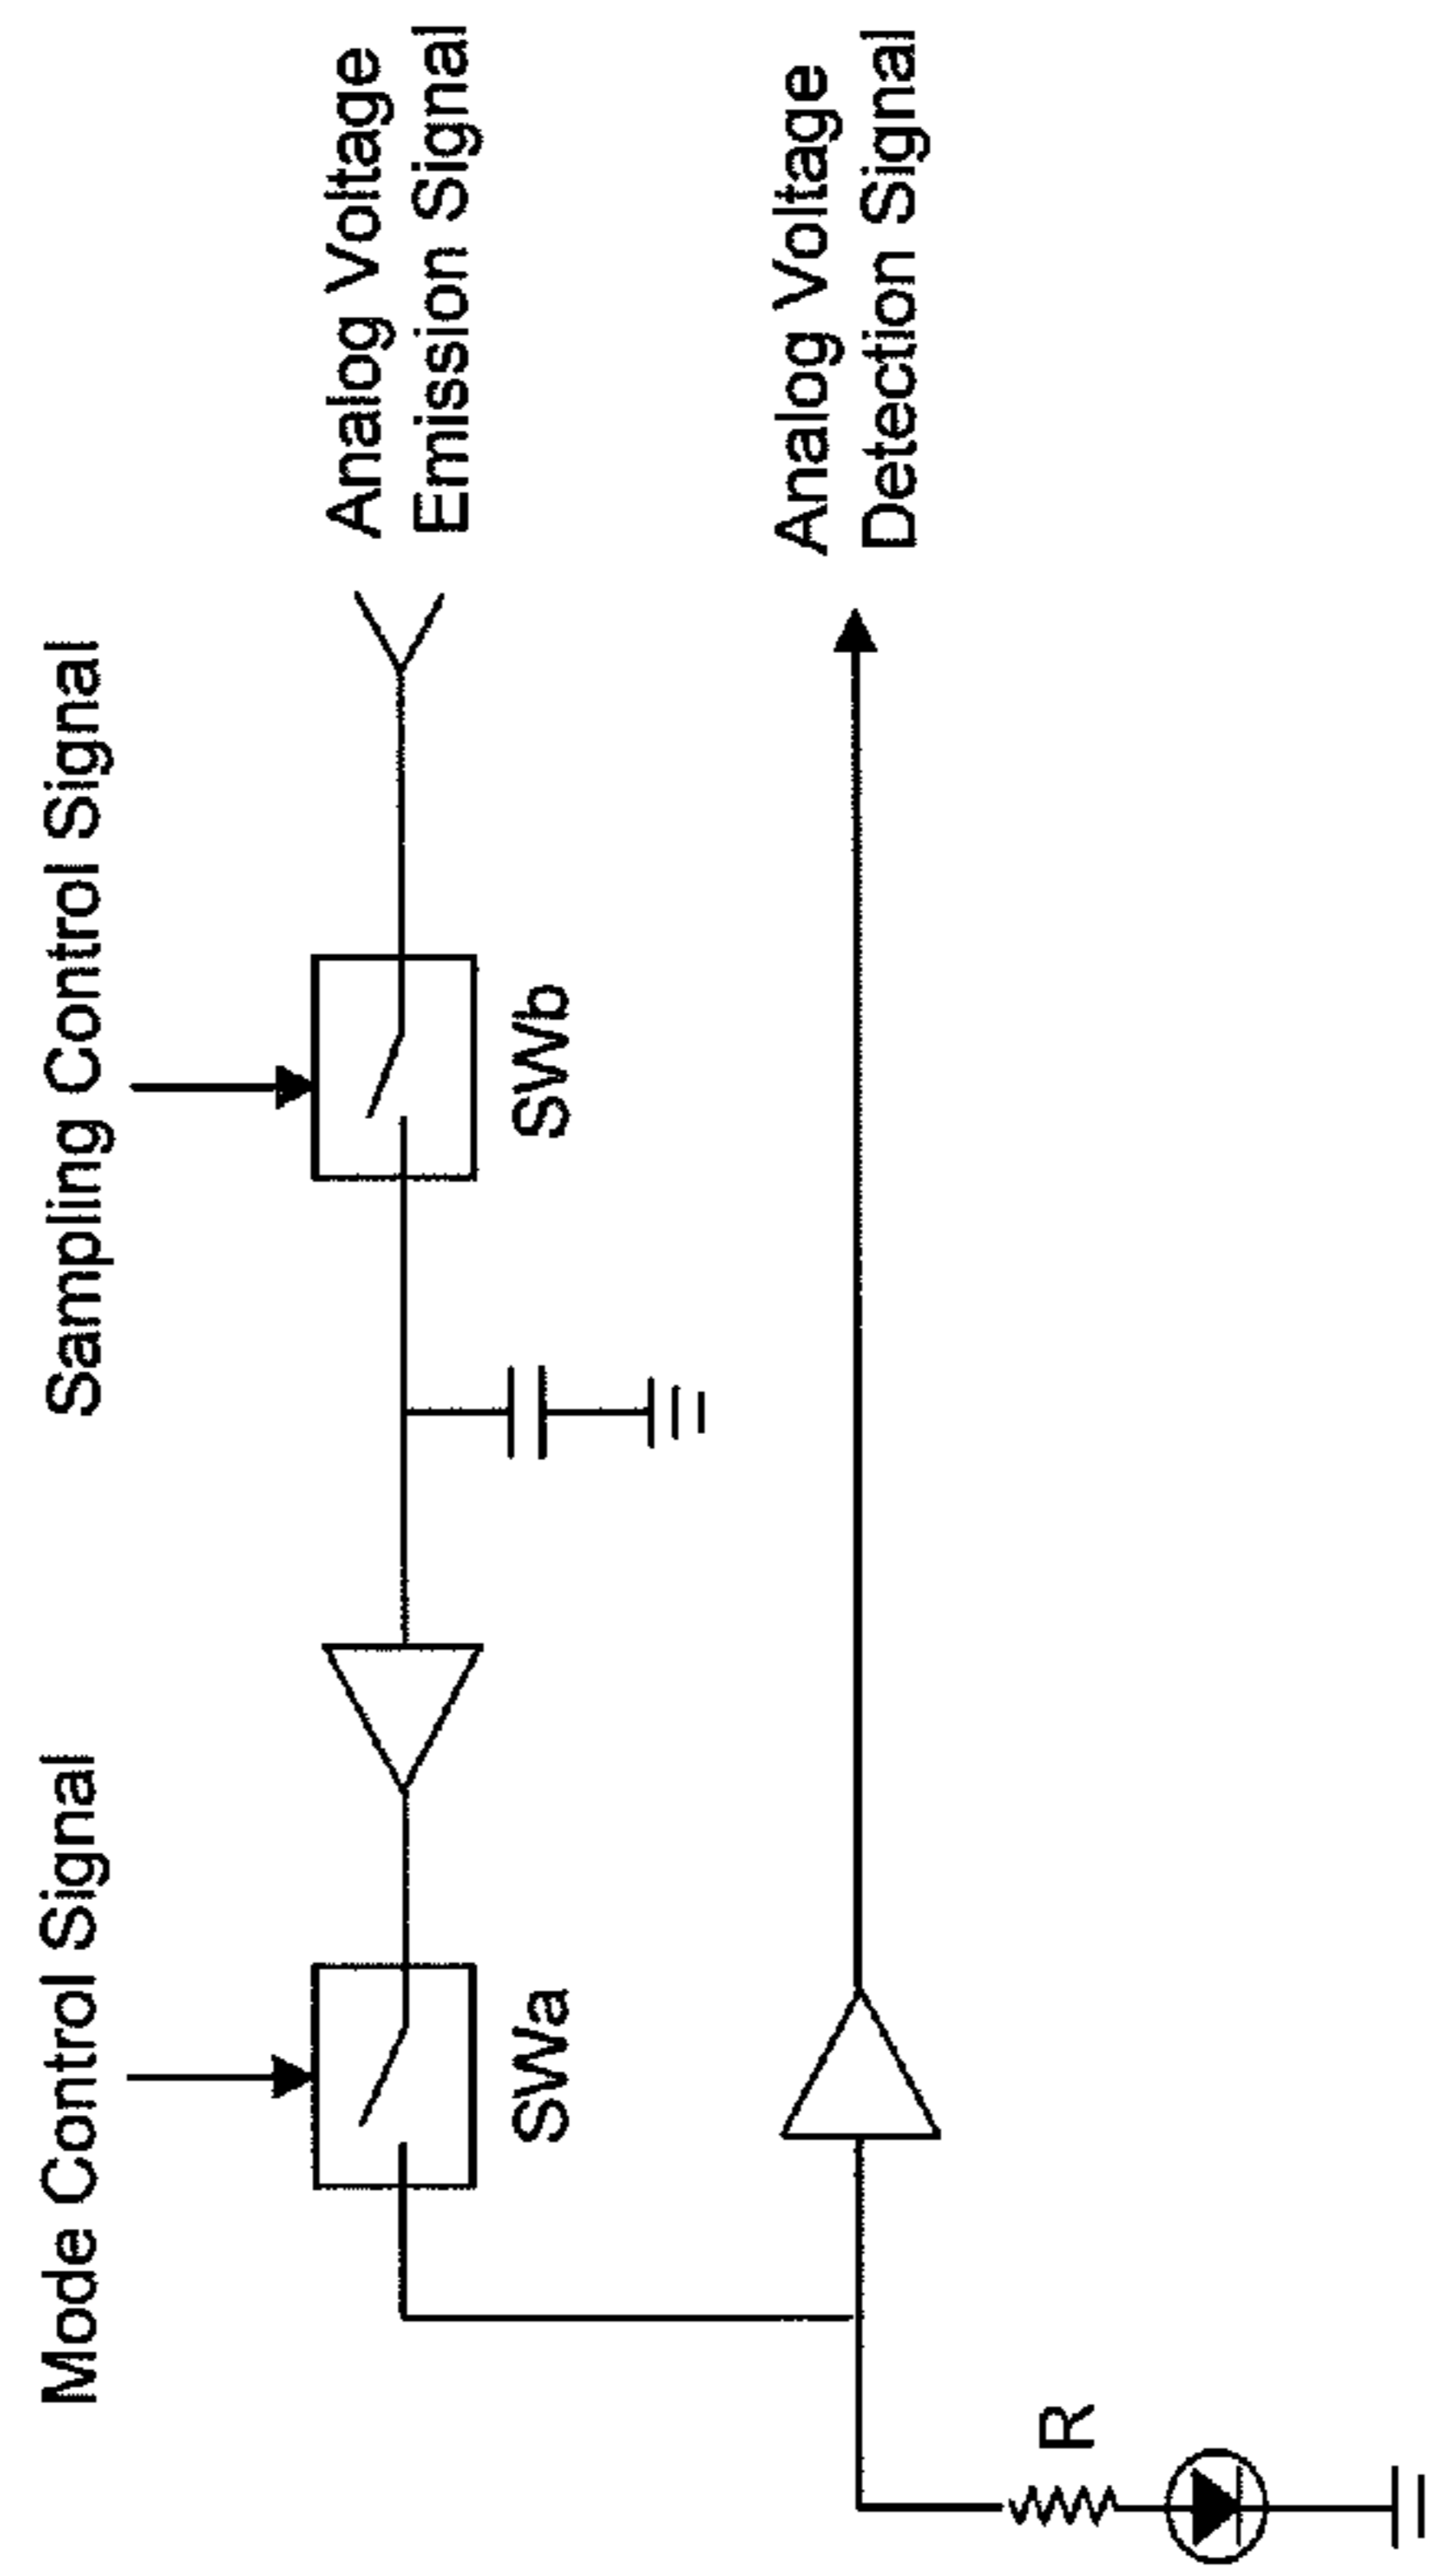 Mode Control Signal
Sampling Control Signal
Analog Voltage
Emission Signal
SWa
SWb
Analog Voltage
Detection Signal
R